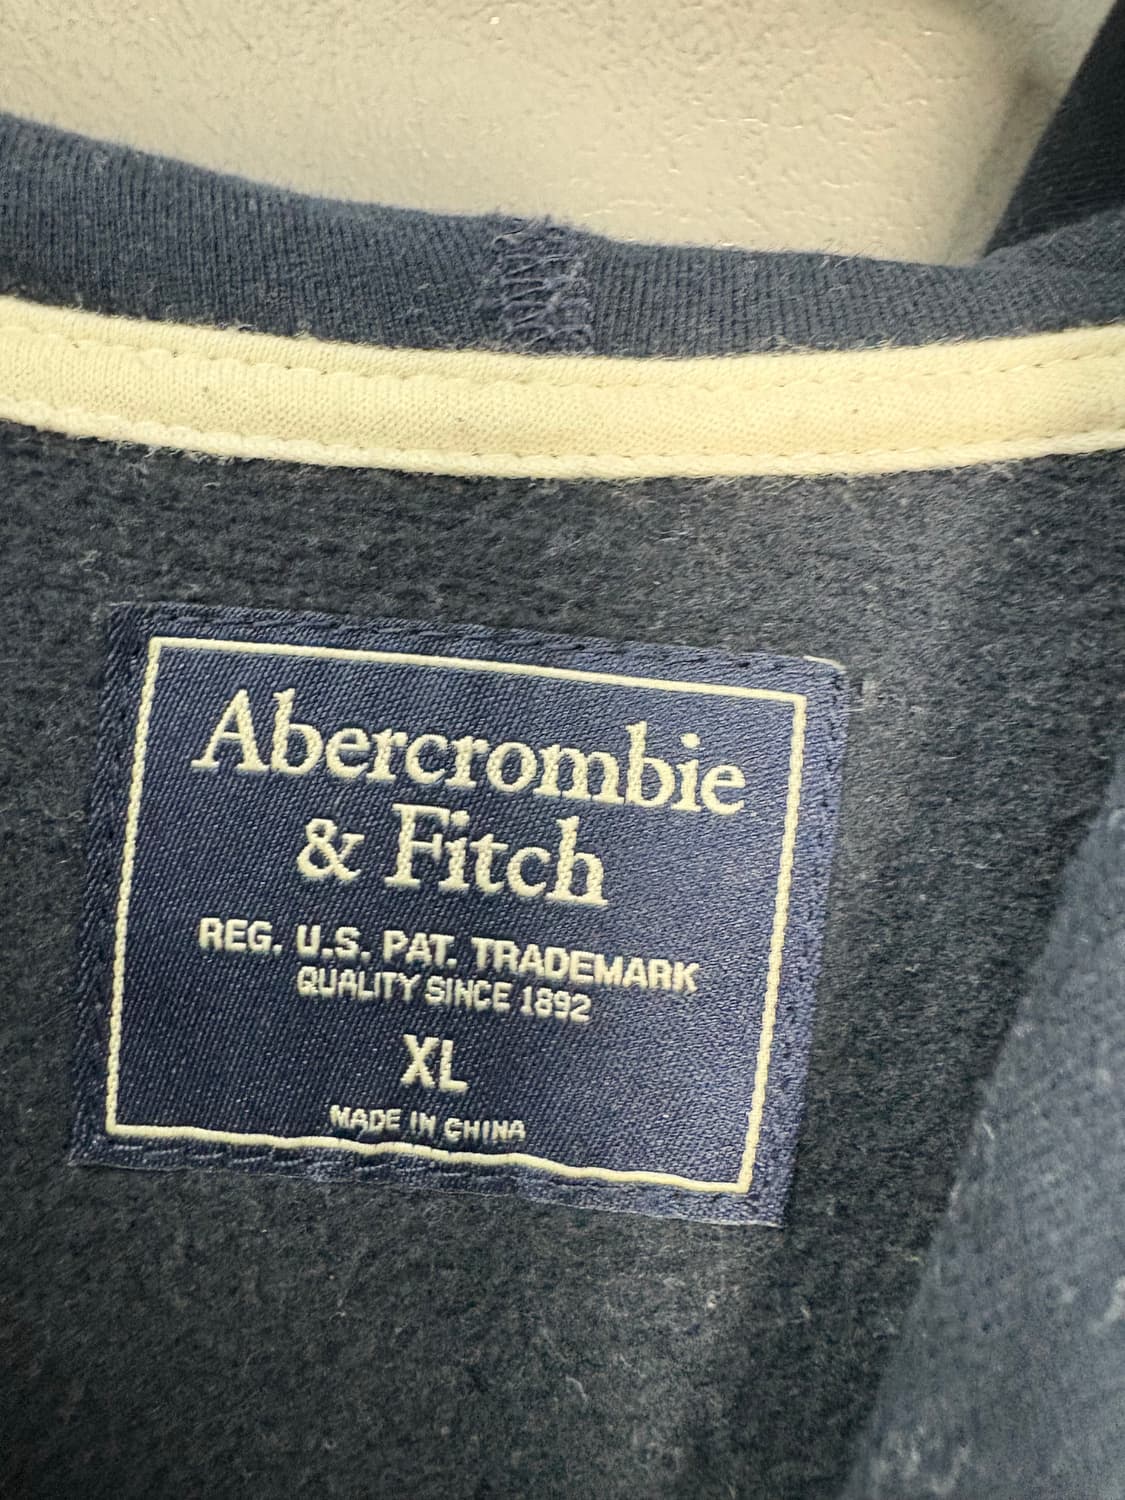 Abercrombie
& Fitch
REG. U.S. PAT. TRADEMARK
QUALITY SINCE 1892
XL
MADE IN CHINA